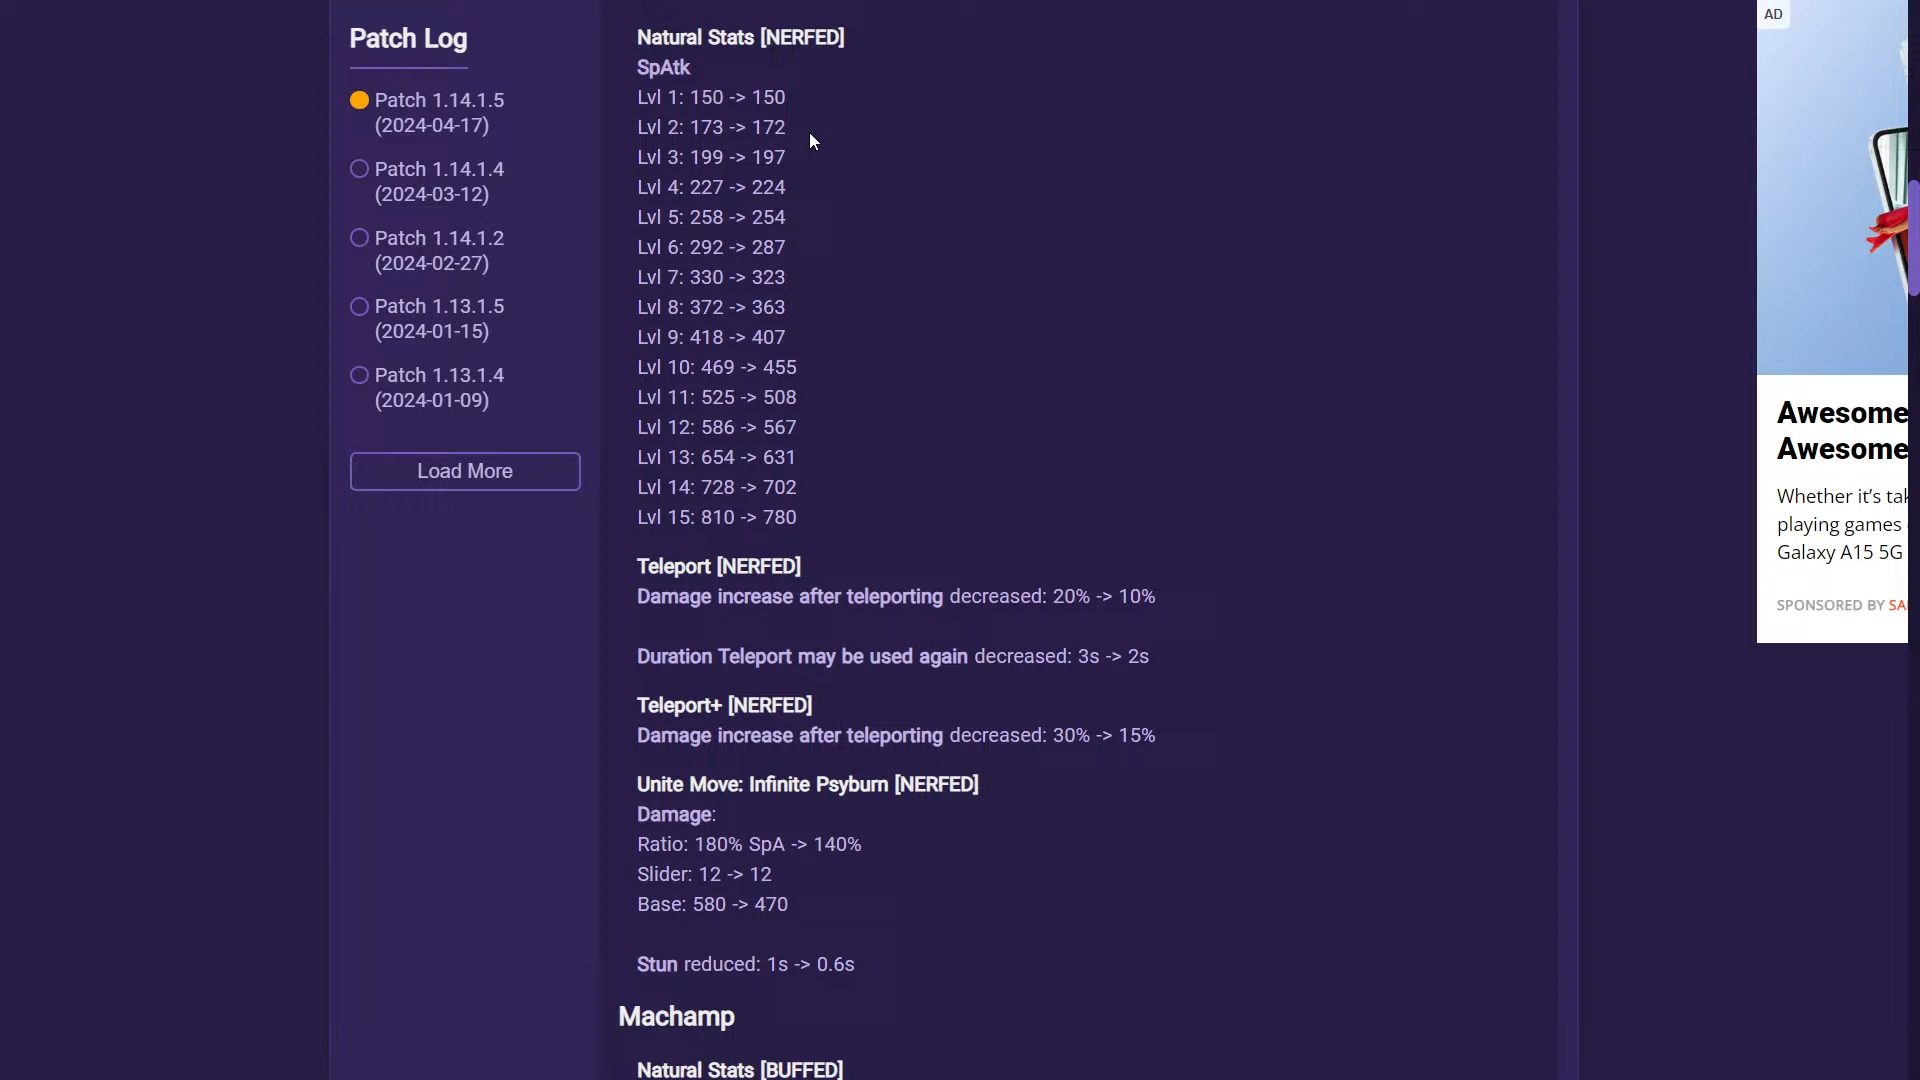 Patch Log
Patch 1.14.1.5
(2024-04-17)
Patch 1.14.1.4
(2024-03-12)
Patch 1.14.1.2
(2024-02-27)
Patch 1.13.1.5
(2024-01-15)
Patch 1.13.1.4
(2024-01-09)
Load More
Natural Stats [NERFED]
SpAtk
Lvl 1: 150 -> 150
Lvl 2: 173 -> 172
Lvl 3: 199 -> 197
Lvl 4: 227 -> 224
Lvl 5: 258 -> 254
Lvl 6: 292 -> 287
Lvl 7: 330 -> 323
Lvl 8: 372 -> 363
Lvl 9: 418 -> 407
Lvl 10: 469 -> 455
Lvl 11: 525 -> 508
Lvl 12: 586 -> 567
Lvl 13: 654 -> 631
Lvl 14: 728 -> 702
Lvl 15: 810 -> 780
Teleport [NERFED]
Damage increase after teleporting decreased: 20% -> 10%
Duration Teleport may be used again decreased: 3s -> 2s
Teleport+ [NERFED]
Damage increase after teleporting decreased: 30% -> 15%
Unite Move: Infinite Psyburn [NERFED]
Damage:
Ratio: 180% SpA -> 140%
Slider: 12 -> 12
Base: 580 -> 470
Stun reduced: 1s -> 0.6s
Machamp
Natural Stats [BUFFED]
AD
Awesome
Awesome
Whether it's tak
playing games
Galaxy A15 5G
SPONSORED BY SA